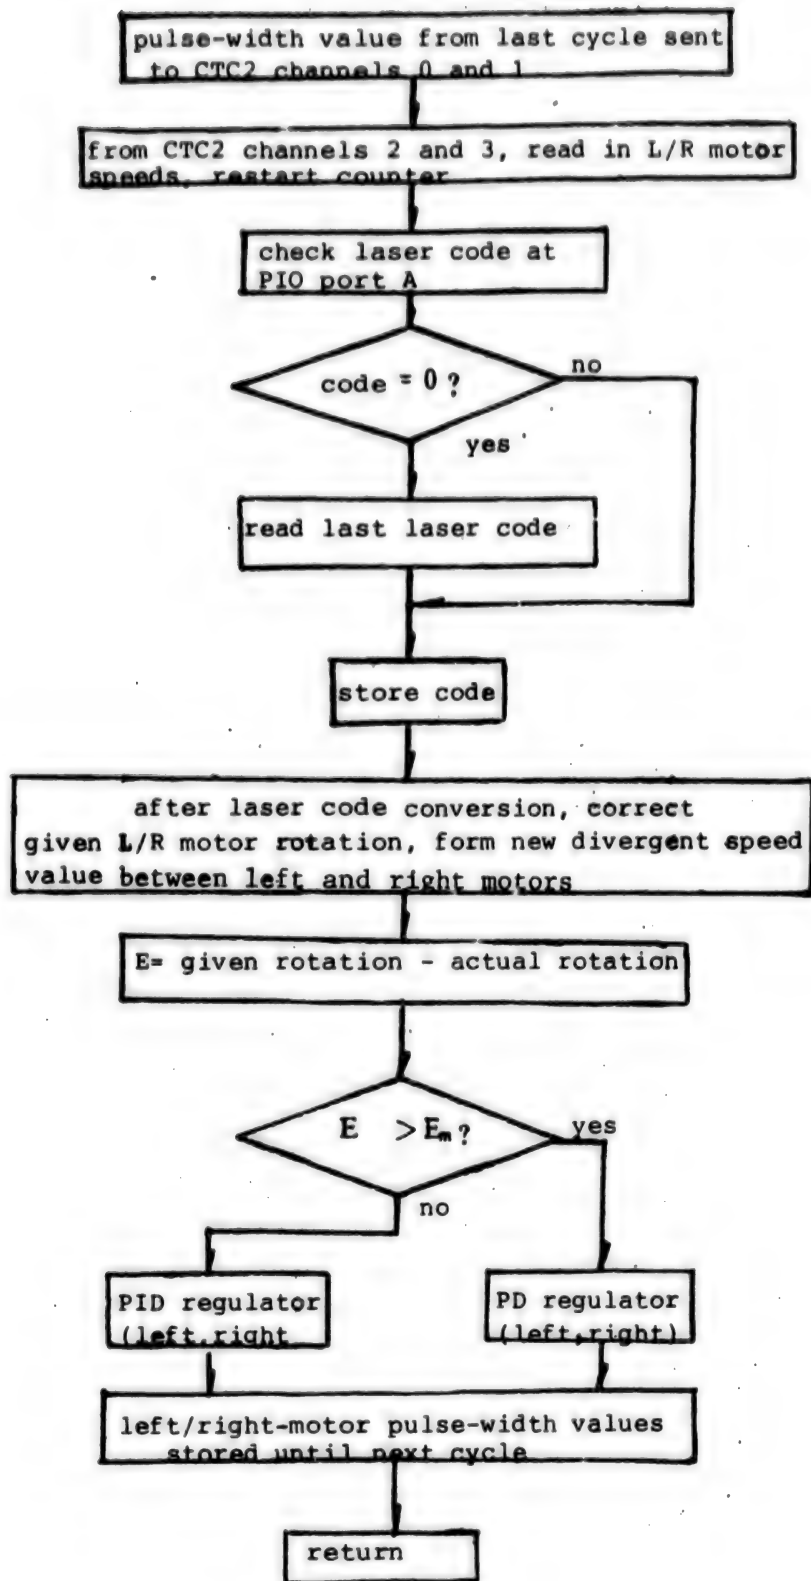 pulse-width value from last cycle sent
to CTC2 channels 0 and 1
from CTC2 channels 2 and 3, read in L/R motor
speeds, restart counter
check laser code at
PIO port A
code = 0 ?
no
yes
read last laser code
store code
after laser code conversion, correct
given L/R motor rotation, form new divergent speed
value between left and right motors
E= given rotation - actual rotation
E > Em ?
yes
no
PID regulator
(left,right
PD regulator
(left,right)
left/right-motor pulse-width values
stored until next cycle
return